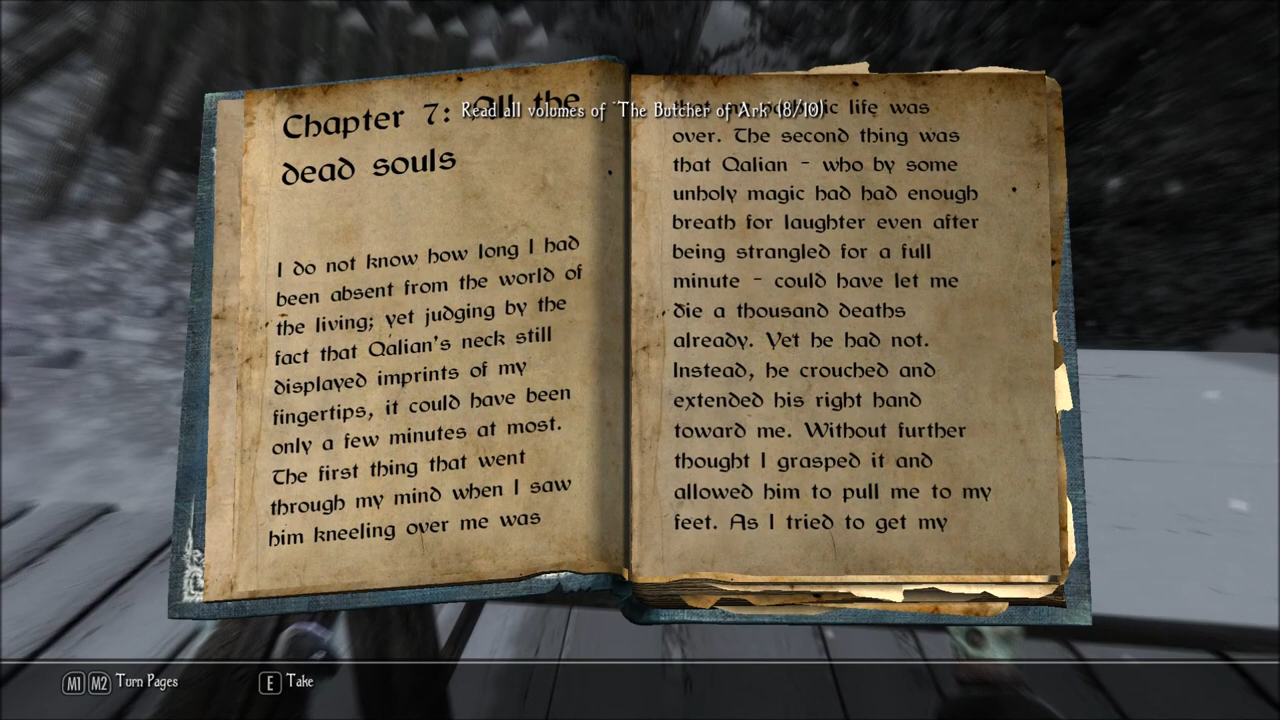 Chapter 7: All the
dead souls
I do not know how long I had
been absent from the world of
the living; yet judging by the
fact that Qalian's neck still
displayed imprints of my
fingertips, it could have been
only a few minutes at most.
The first thing that went
through my mind when I saw
him kneeling over me was
Read all volumes of "The Butcher of Ark" (8/10)
that my life was
over. The second thing was
that Qalian - who by some
unholy magic had had enough
breath for laughter even after
being strangled for a full
minute - could have let me
die a thousand deaths
already. Yet he had not.
Instead, he crouched and
extended his right hand
toward me. Without further
thought I grasped it and
allowed him to pull me to my
feet. As I tried to get my
M1 M2 Turn Pages
E Take